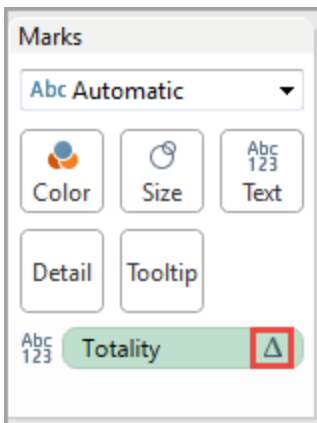 Marks
Abc Automatic
Abc
123
Color Size Text
Detail Tooltip
Abc
123
Totality Δ